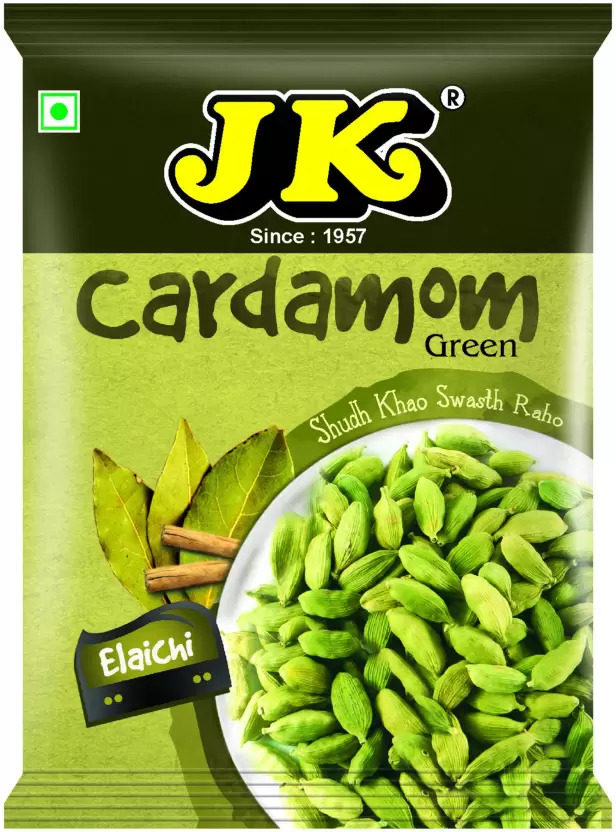 JK®
Since : 1957
Cardamom
Green
Shudh Khao Swasth Raho
Elaichi